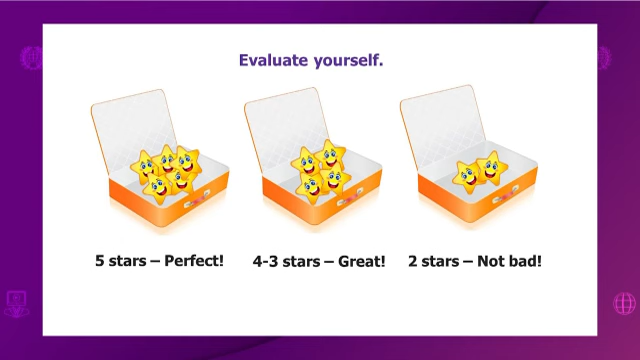 Evaluate yourself.
5 stars – Perfect!
4-3 stars – Great!
2 stars – Not bad!